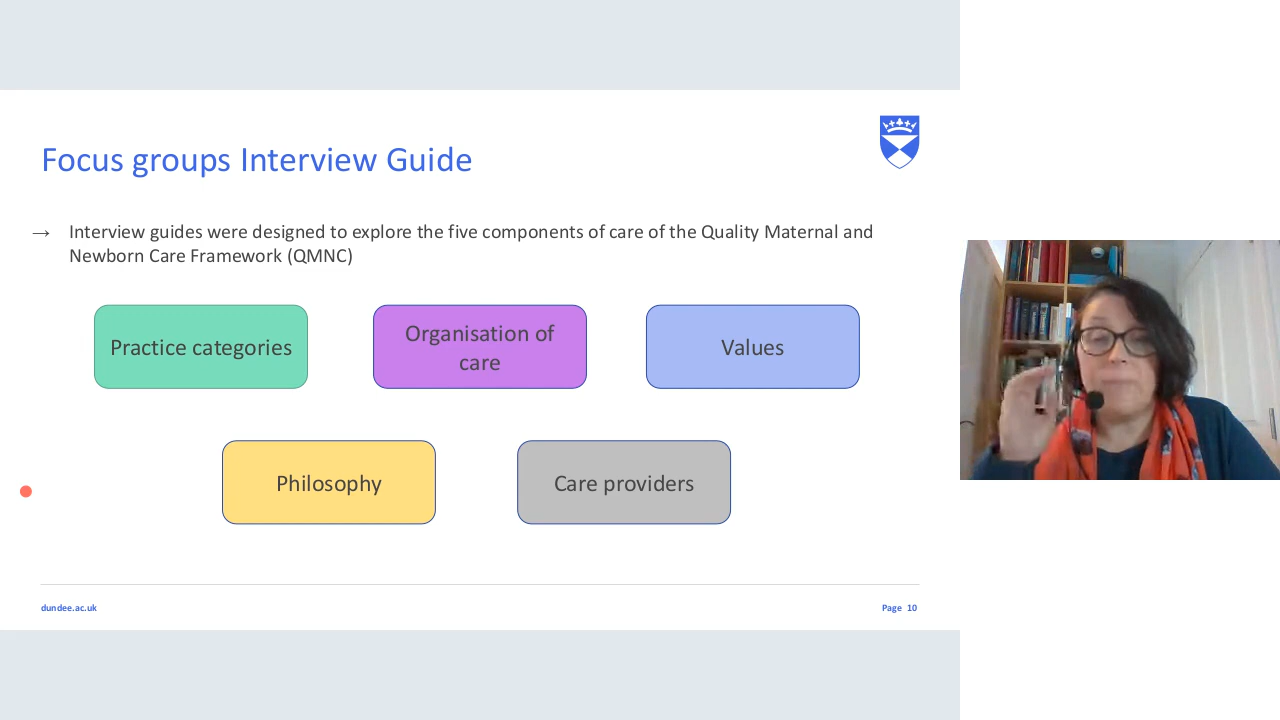 Focus groups Interview Guide
→ Interview guides were designed to explore the five components of care of the Quality Maternal and
Newborn Care Framework (QMNC)
Practice categories
Organisation of
care
Values
Philosophy
Care providers
dundee.ac.uk
Page 10